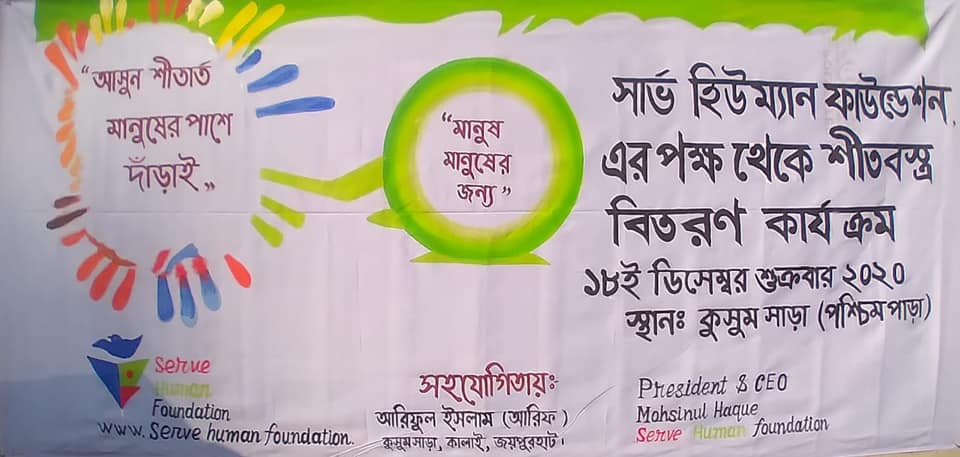 “আসুন শীতার্ত
মানুষের পাশে
দাঁড়াই„
“মানুষ
মানুষের
জন্য”
সার্ভ হিউম্যান ফাউন্ডেশন,
এর পক্ষ থেকে শীতবস্ত্র
বিতরণ কার্যক্রম
১৮ই ডিসেম্বর শুক্রবার ২০২০
স্থানঃ কুসুম সাড়া (পশ্চিম পাড়া)
Serve
Human
Foundation
www. Serve human foundation.
সহযোগিতায়ঃ-
আরিফুল ইসলাম (আরিফ)
কুসুমসাড়া, কালাই, জয়পুরহাট।
President & CEO
Mohsinul Haque
Serve Human foundation